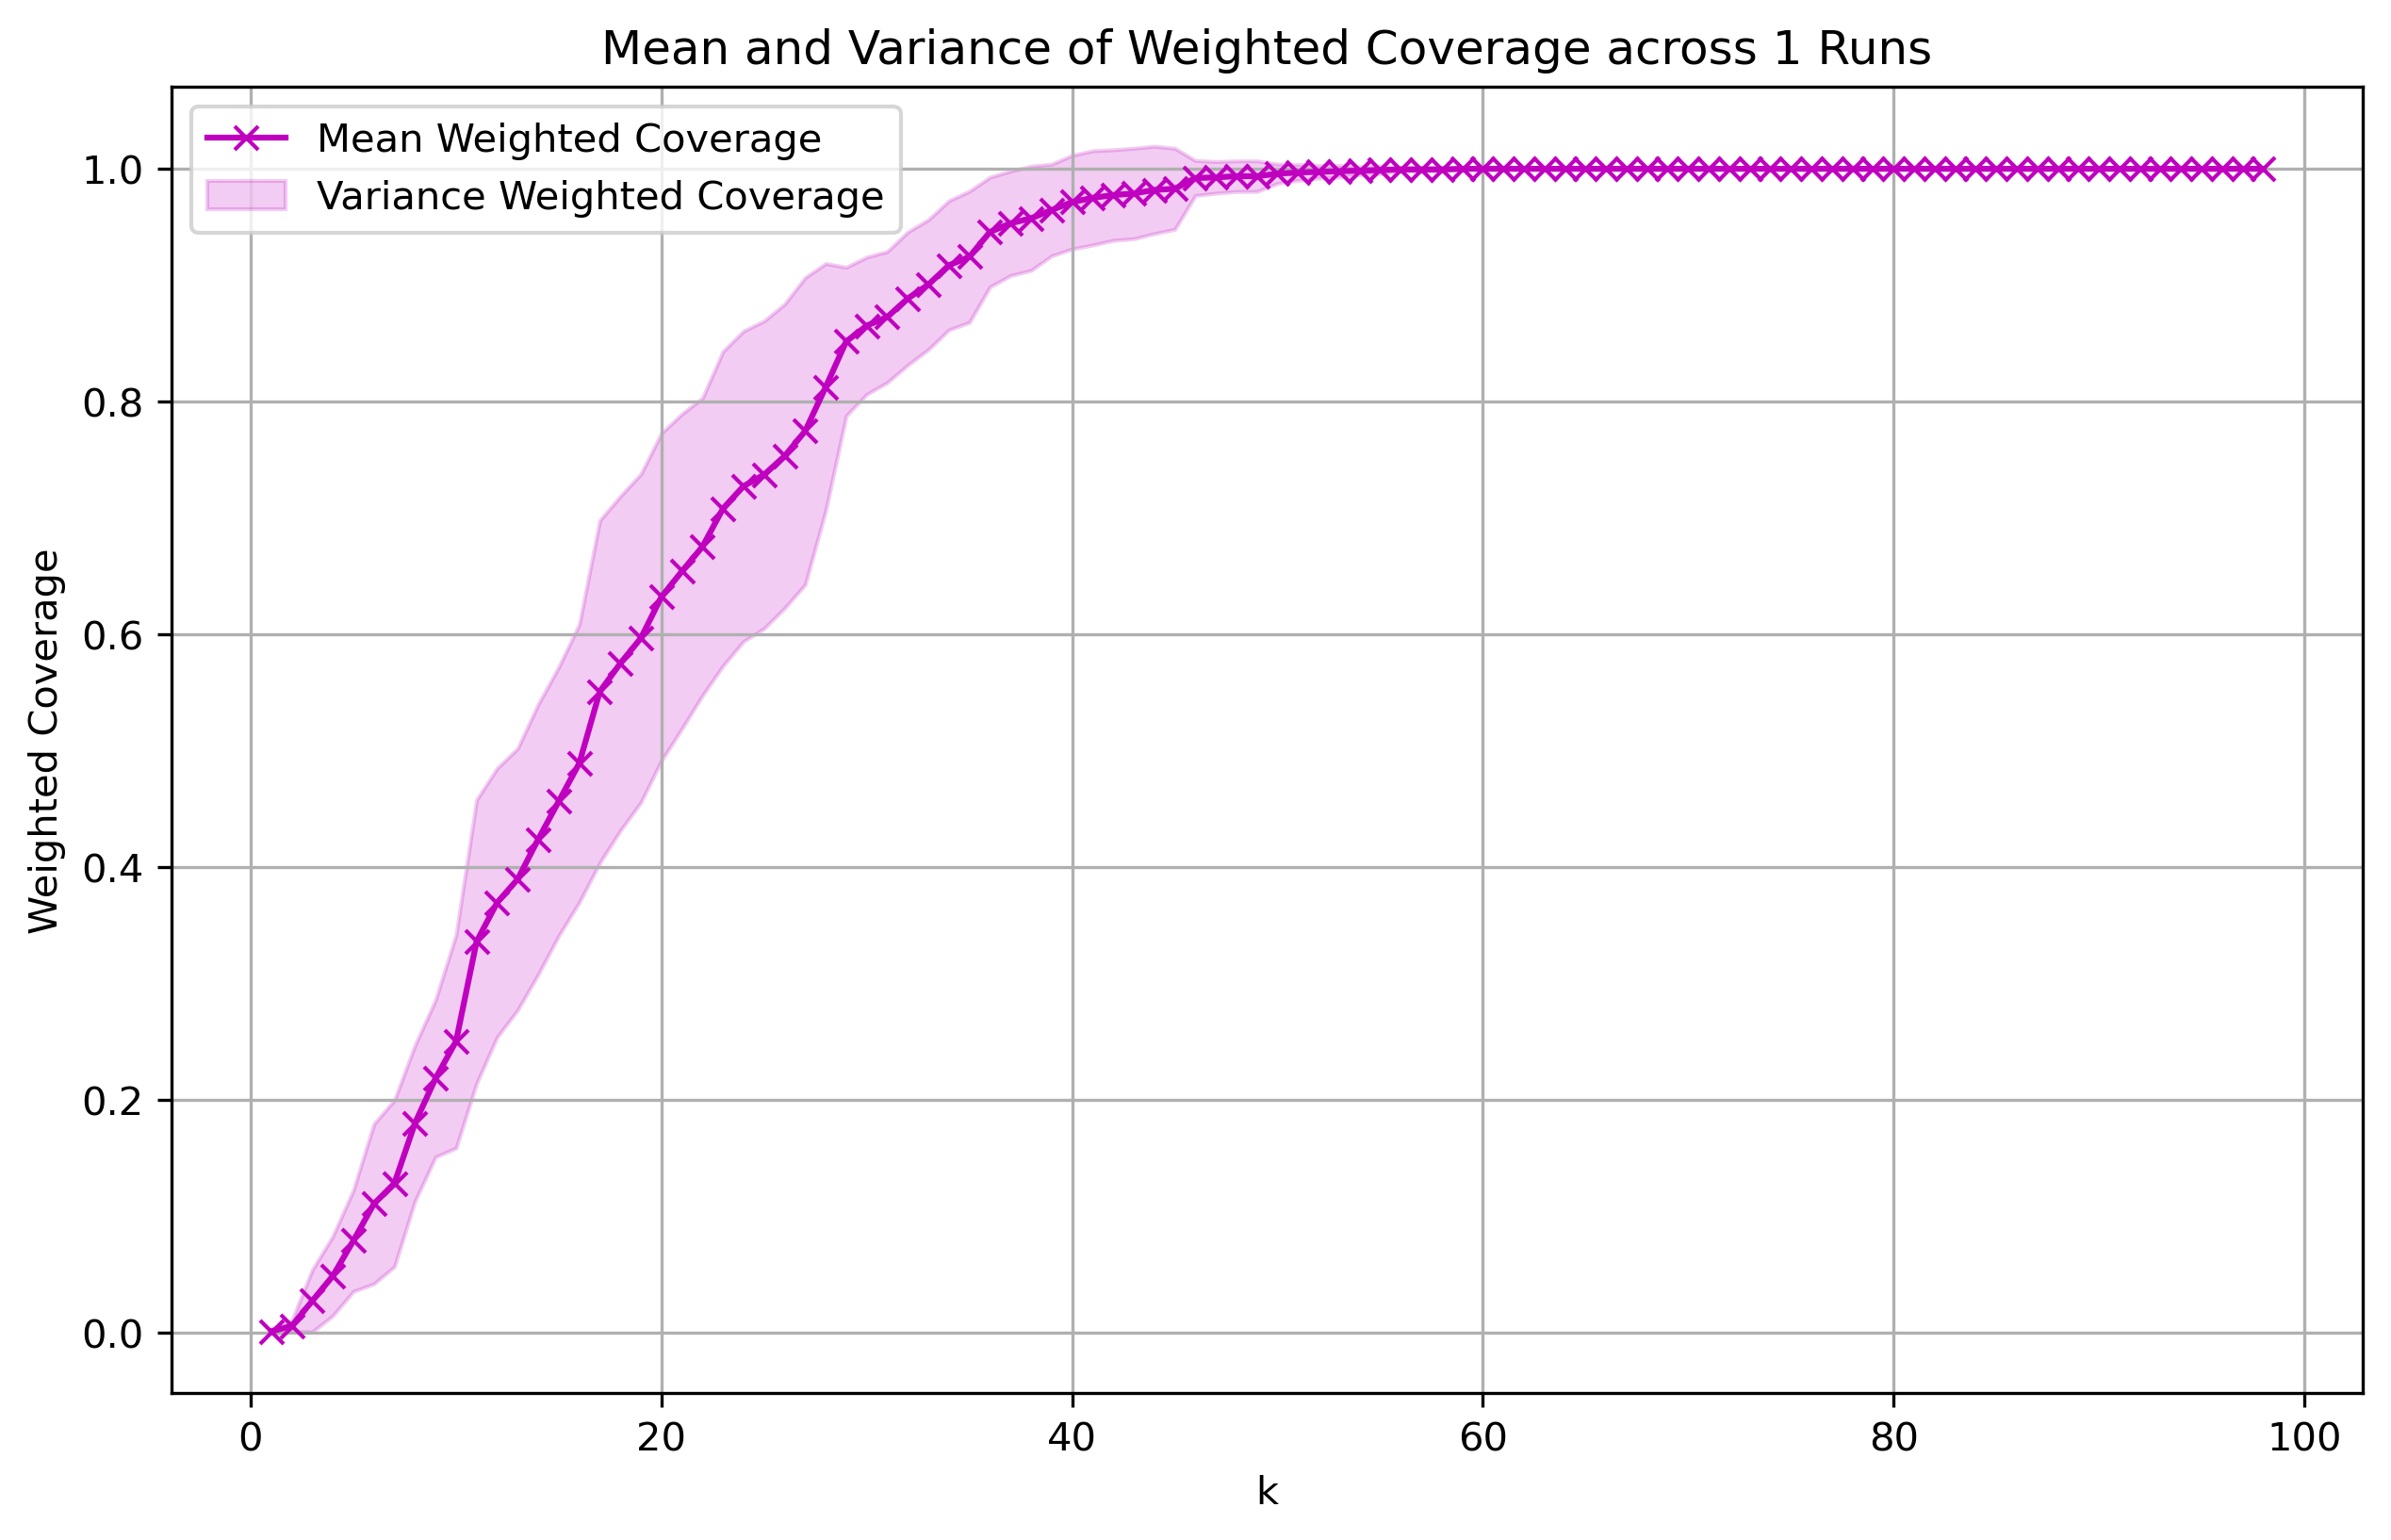 Mean and Variance of Weighted Coverage across 1 Runs
Mean Weighted Coverage
Variance Weighted Coverage
Weighted Coverage
1.0
0.8
0.6
0.4
0.2
0.0
0 20 40 60 80 100
k